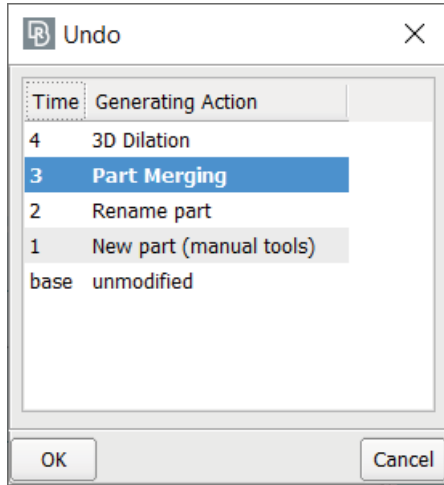 Undo
Time Generating Action
4 3D Dilation
3 Part Merging
2 Rename part
1 New part (manual tools)
base unmodified
OK Cancel